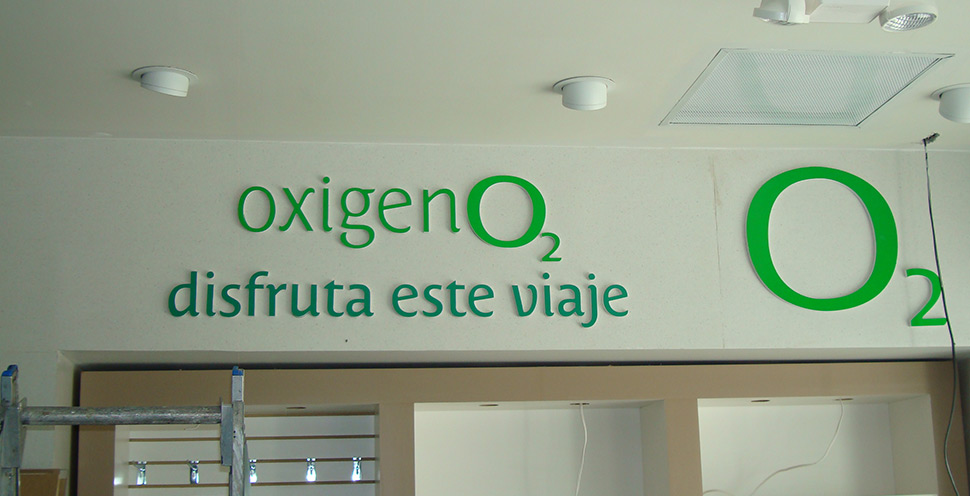 oxigenO2
disfruta este viaje
O2